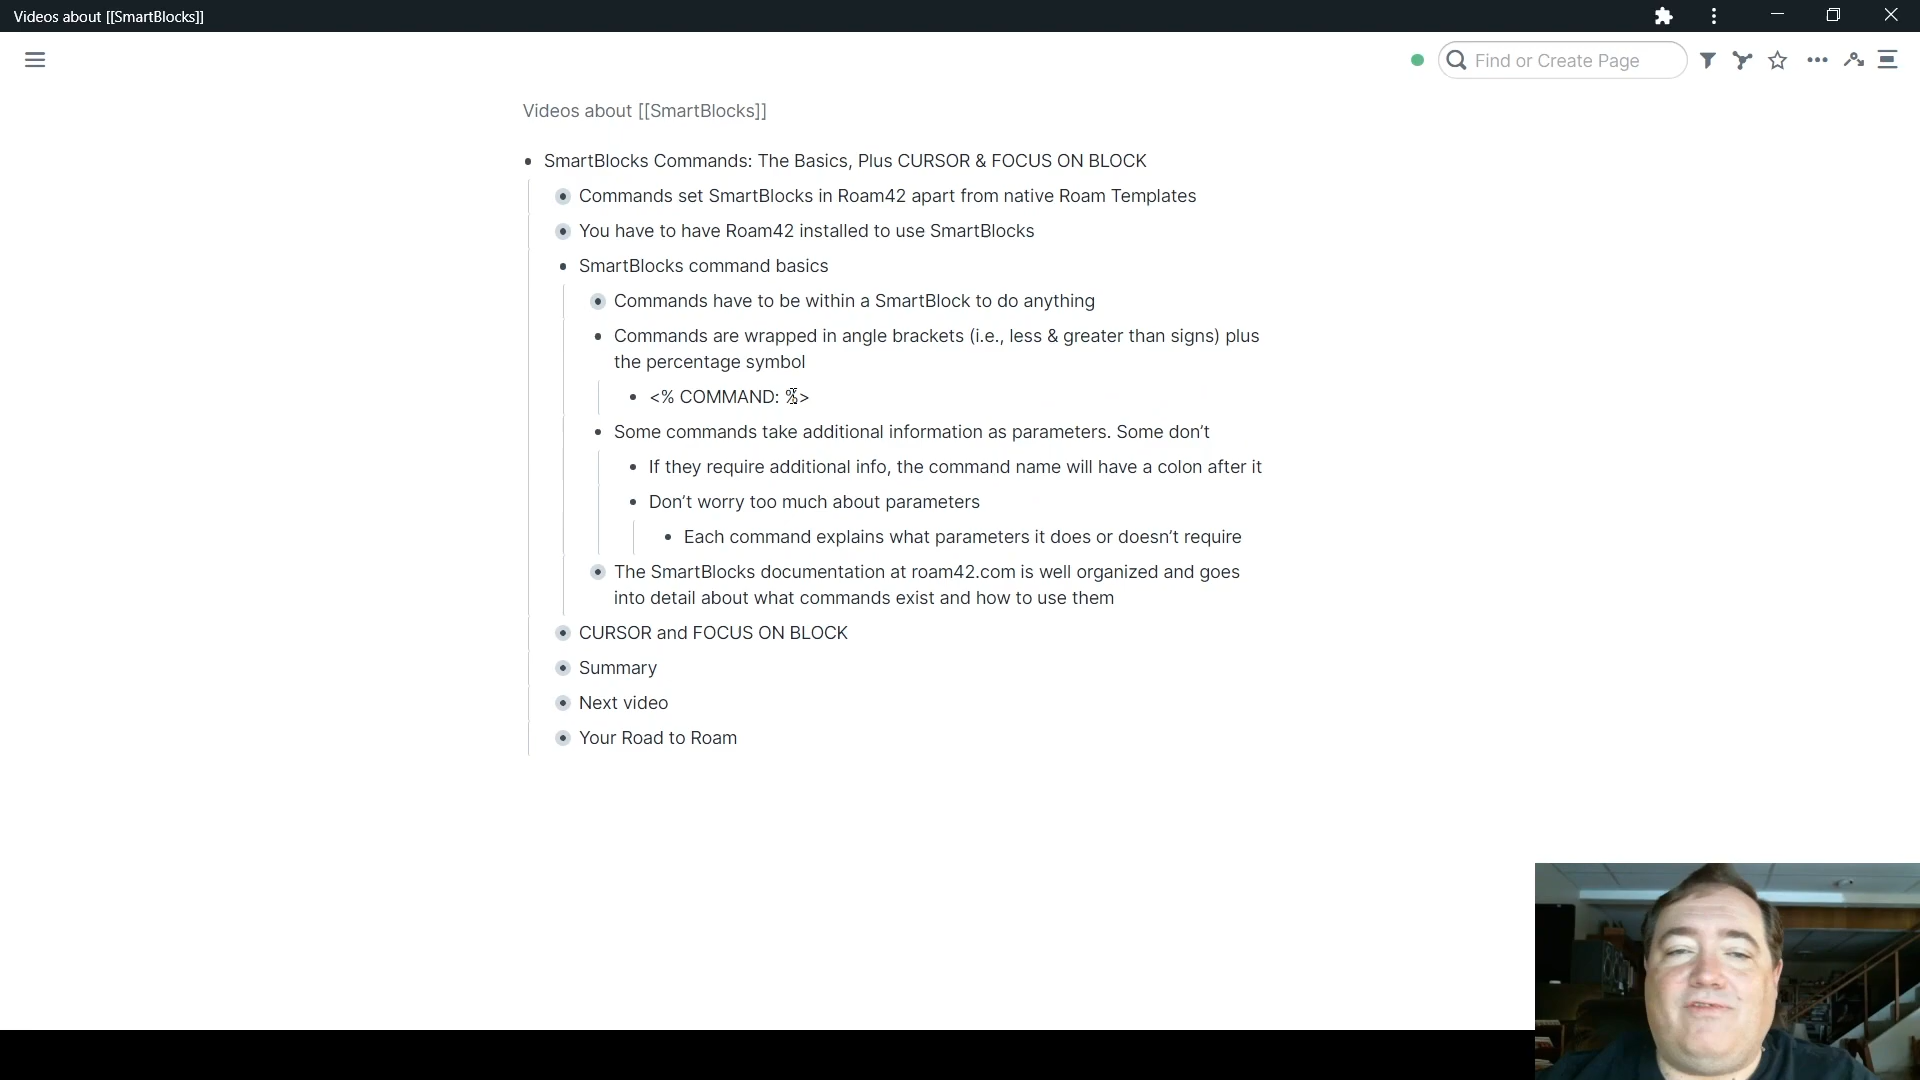 Videos about [[SmartBlocks]]
Find or Create Page
Videos about [[SmartBlocks]]
SmartBlocks Commands: The Basics, Plus CURSOR & FOCUS ON BLOCK
Commands set SmartBlocks in Roam42 apart from native Roam Templates
You have to have Roam42 installed to use SmartBlocks
SmartBlocks command basics
Commands have to be within a SmartBlock to do anything
Commands are wrapped in angle brackets (i.e., less & greater than signs) plus
the percentage symbol
<% COMMAND: %>
Some commands take additional information as parameters. Some don't
If they require additional info, the command name will have a colon after it
Don't worry too much about parameters
Each command explains what parameters it does or doesn't require
The SmartBlocks documentation at roam42.com is well organized and goes
into detail about what commands exist and how to use them
CURSOR and FOCUS ON BLOCK
Summary
Next video
Your Road to Roam